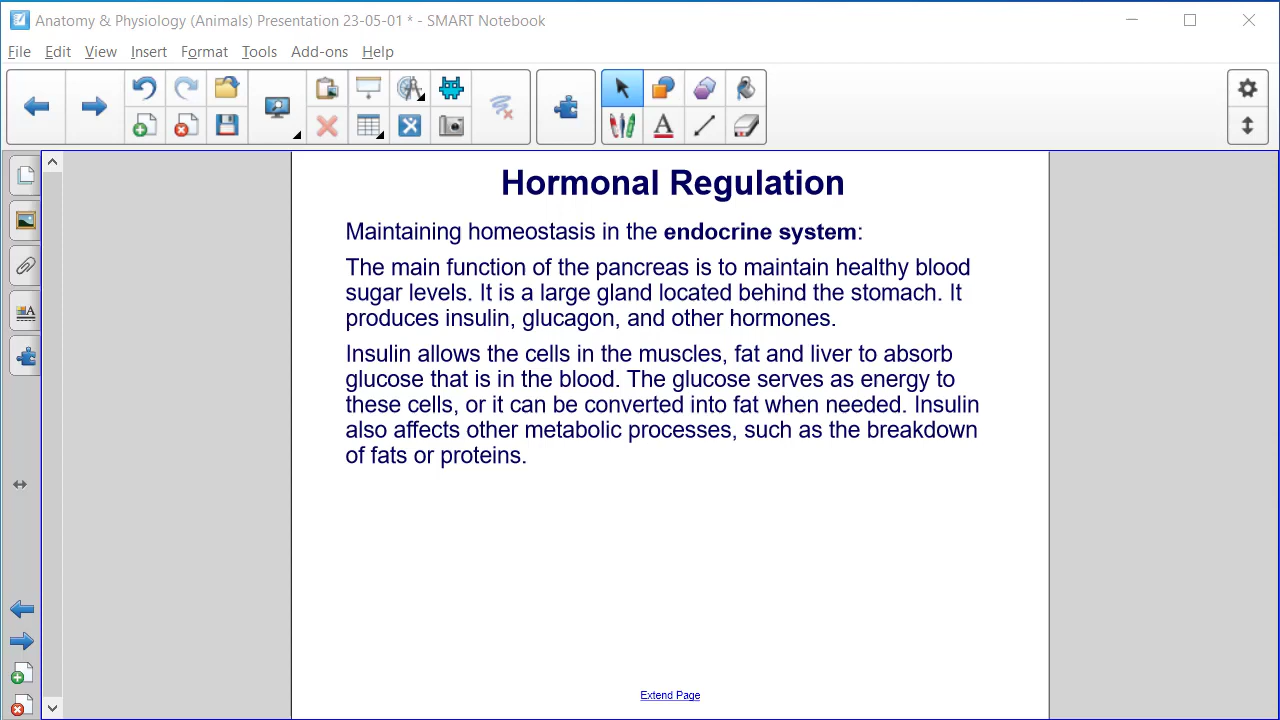 Anatomy & Physiology (Animals) Presentation 23-05-01 * - SMART Notebook
File Edit View Insert Format Tools Add-ons Help
Hormonal Regulation
Maintaining homeostasis in the endocrine system:
The main function of the pancreas is to maintain healthy blood
sugar levels. It is a large gland located behind the stomach. It
produces insulin, glucagon, and other hormones.
Insulin allows the cells in the muscles, fat and liver to absorb
glucose that is in the blood. The glucose serves as energy to
these cells, or it can be converted into fat when needed. Insulin
also affects other metabolic processes, such as the breakdown
of fats or proteins.
Extend Page